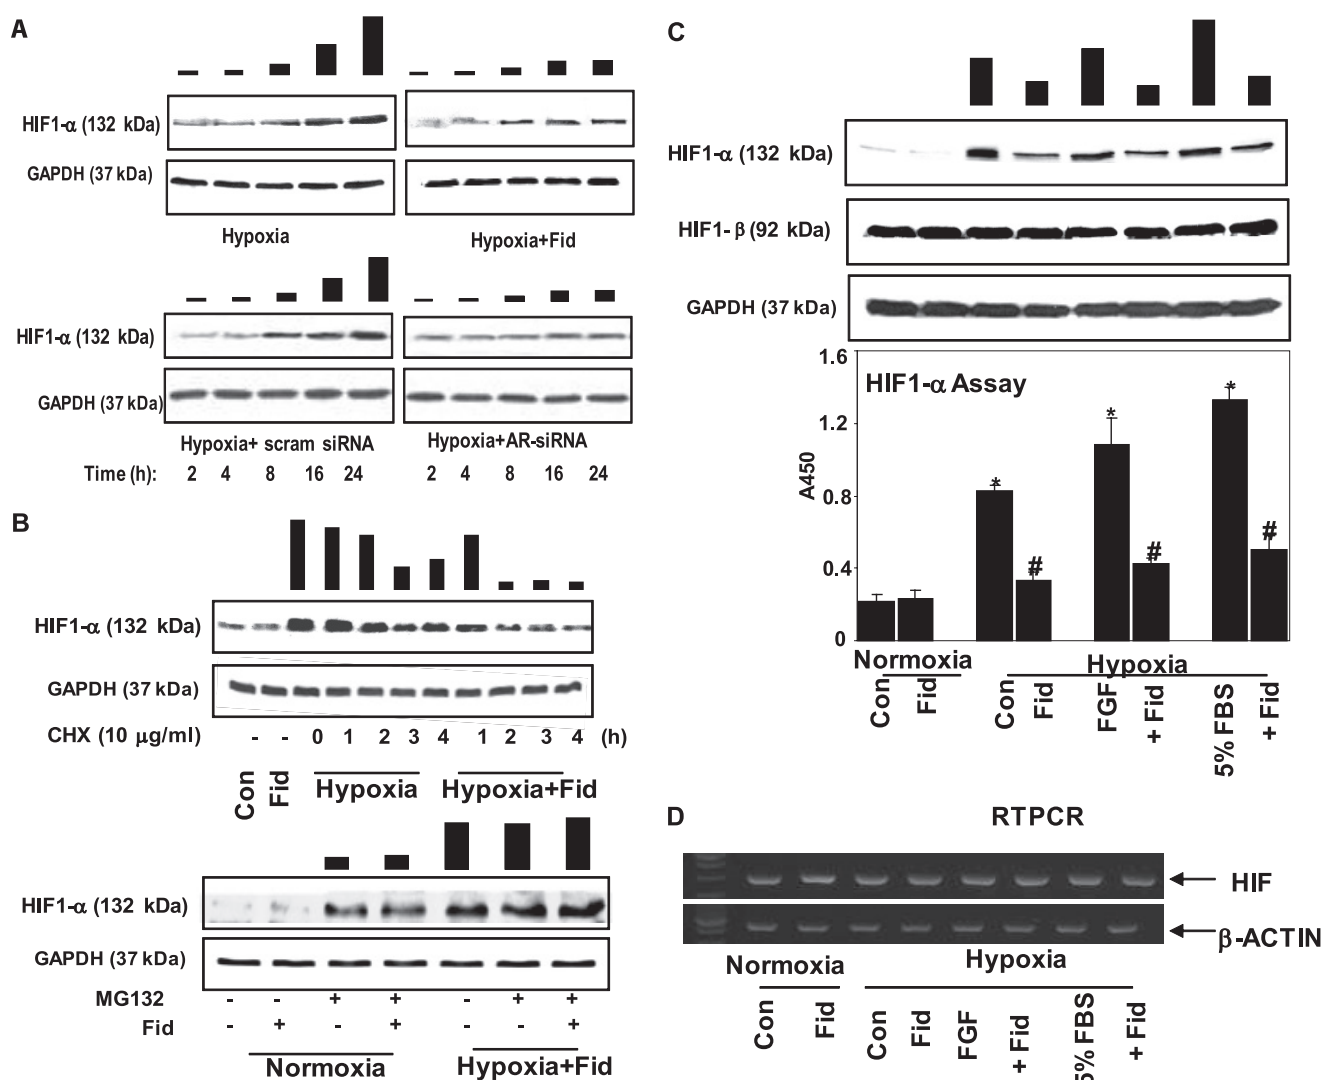 A
HIF1-α (132 kDa)
GAPDH (37 kDa)
Hypoxia
Hypoxia+Fid
HIF1-α (132 kDa)
GAPDH (37 kDa)
Hypoxia+ scram siRNA
Hypoxia+AR-siRNA
Time (h): 2 4 8 16 24 2 4 8 16 24
B
HIF1-α (132 kDa)
GAPDH (37 kDa)
CHX (10 μg/ml) - - 0 1 2 3 4 1 2 3 4 (h)
Con Fid Hypoxia Hypoxia+Fid
HIF1-α (132 kDa)
GAPDH (37 kDa)
MG132 - - + + - + +
Fid - + - + - - +
Normoxia Hypoxia+Fid
C
HIF1-α (132 kDa)
HIF1- β (92 kDa)
GAPDH (37 kDa)
HIF1-α Assay
A450
1.6
1.2
0.8
0.4
0
* # * # * #
Normoxia Hypoxia
Con Fid Con Fid FGF + Fid 5% FBS + Fid
D
RTPCR
HIF
β-ACTIN
Normoxia Hypoxia
Con Fid Con Fid FGF + Fid 5% FBS + Fid